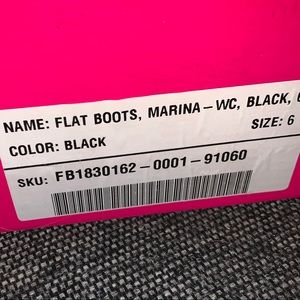 NAME: FLAT BOOTS, MARINA-WC, BLACK,
COLOR: BLACK SIZE: 6
SKU: FB1830162-0001-91060